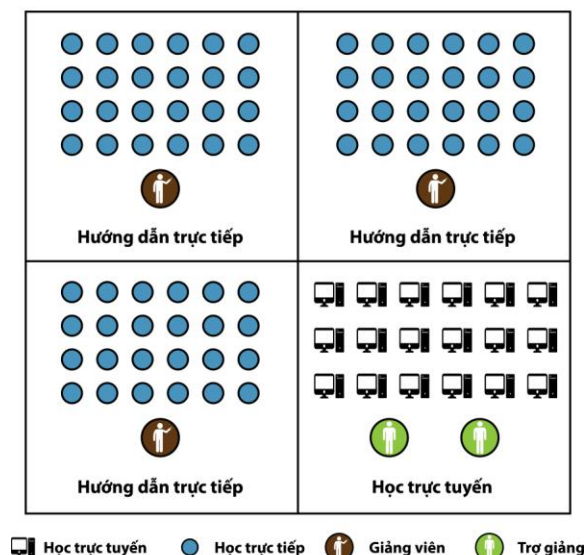 Hướng dẫn trực tiếp
Hướng dẫn trực tiếp
Hướng dẫn trực tiếp
Học trực tuyến
Học trực tuyến
Học trực tiếp
Giảng viên
Trợ giảng